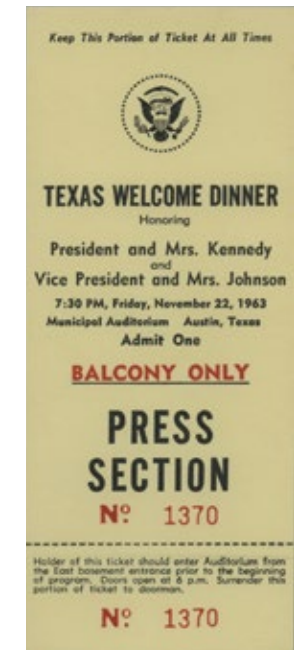 Keep This Portion of Ticket At All Times
TEXAS WELCOME DINNER
Honoring
President and Mrs. Kennedy
and
Vice President and Mrs. Johnson
7:30 PM, Friday, November 22, 1963
Municipal Auditorium Austin, Texas
Admit One
BALCONY ONLY
PRESS
SECTION
Nº 1370
Holder of this ticket should enter Auditorium from
the East basement entrance prior to the beginning
of program. Doors open at 6 p.m. Surrender this
portion of ticket to doorman.
Nº 1370